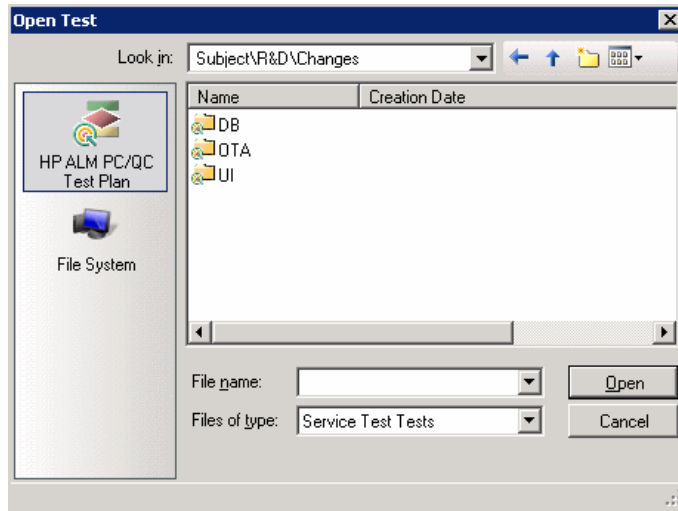 Open Test
Look in:
Subject\R&D\Changes
HP ALM PC/QC
Test Plan
File System
Name
Creation Date
DB
OTA
UI
File name:
Open
Files of type:
Service Test Tests
Cancel